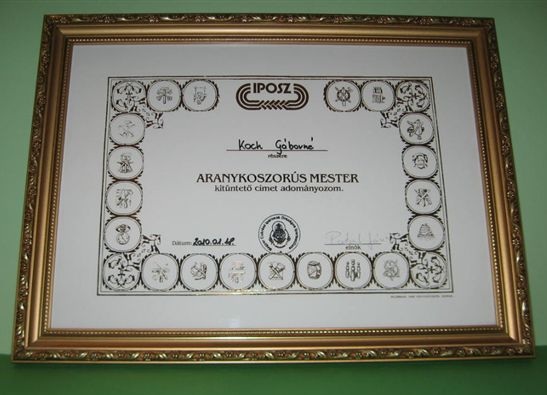 IPOSZ
Koch Gáborné
részére
ARANYKOSZORÚS MESTER
kitüntető címet adományozom.
Dátum: 2010.01.18
elnök